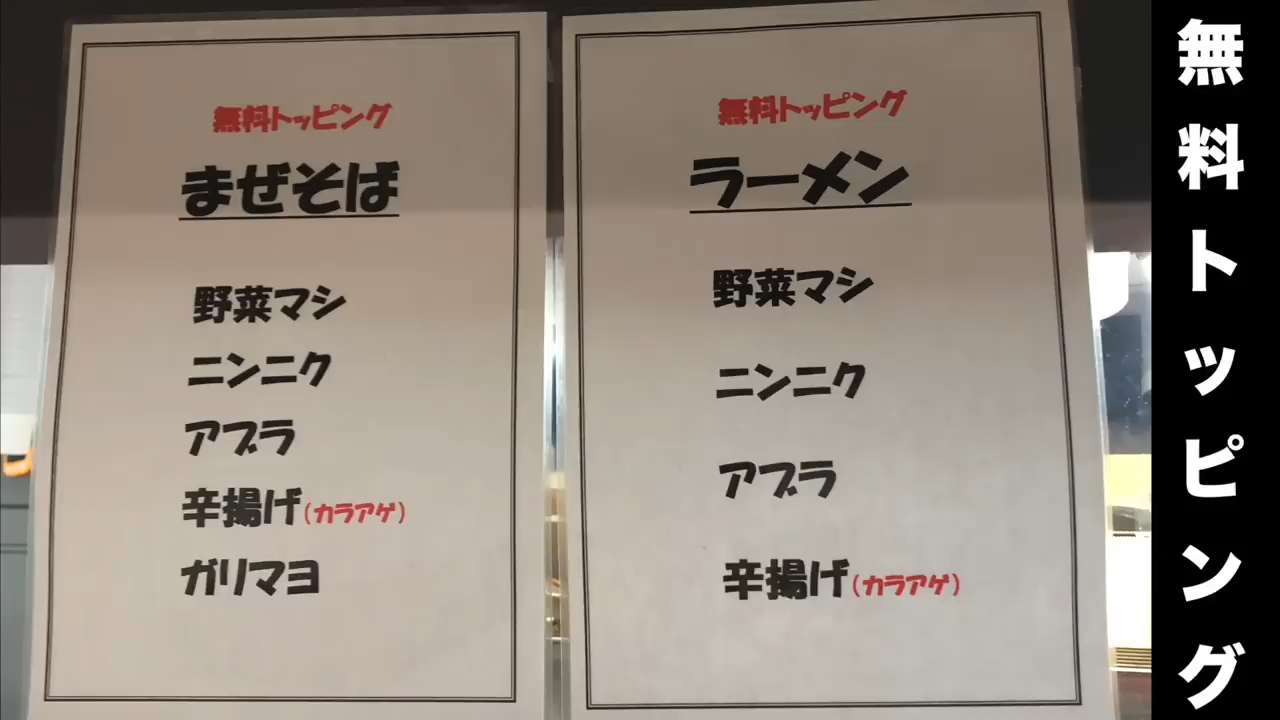 無料トッピング
まぜそば
野菜マシ
ニンニク
アブラ
辛揚げ(カラアゲ)
ガリマヨ
無料トッピング
ラーメン
野菜マシ
ニンニク
アブラ
辛揚げ(カラアゲ)
無料トッピング